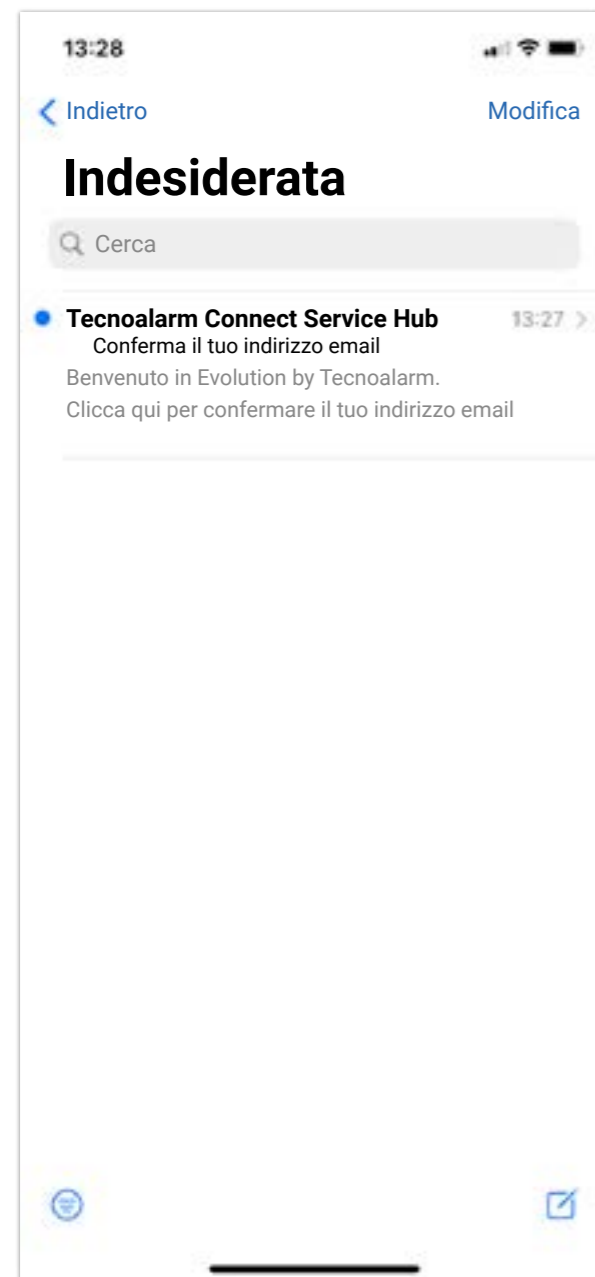 13:28
Indietro
Modifica
Indesiderata
Cerca
Tecnoalarm Connect Service Hub 13:27
Conferma il tuo indirizzo email
Benvenuto in Evolution by Tecnoalarm.
Clicca qui per confermare il tuo indirizzo email